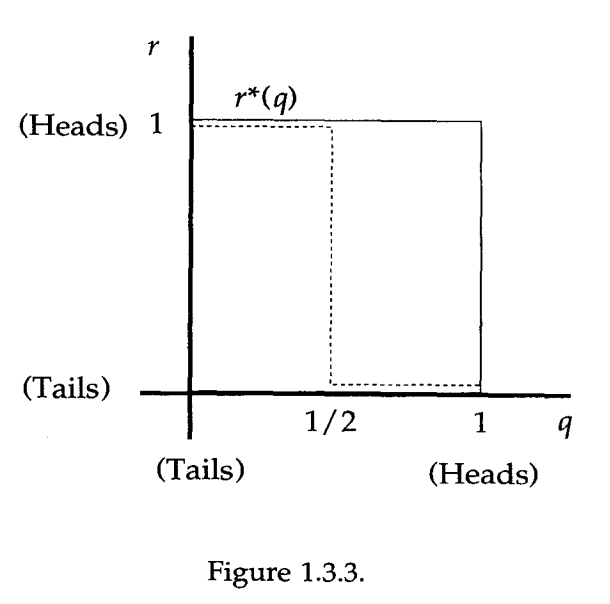 r
r*(q)
(Heads) 1
(Tails)
1/2 1 q
(Tails) (Heads)
Figure 1.3.3.